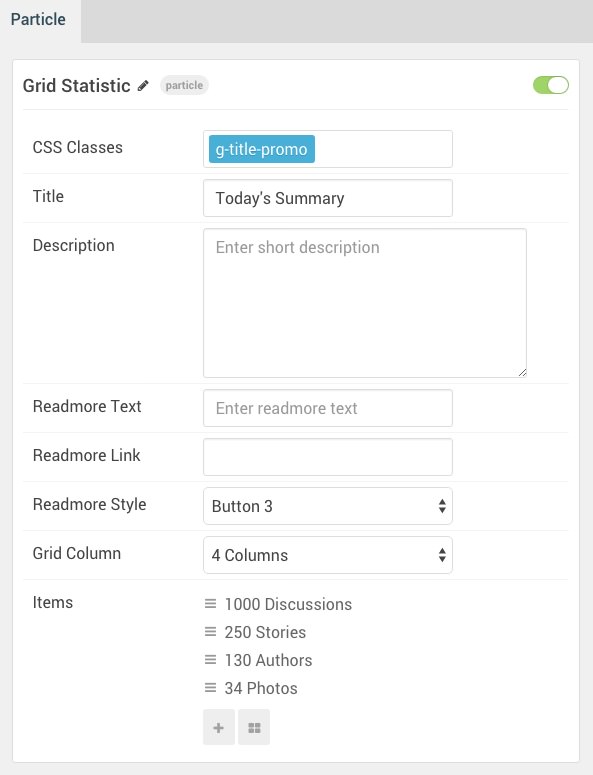 Particle
Grid Statistic particle
CSS Classes g-title-promo
Title Today's Summary
Description Enter short description
Readmore Text Enter readmore text
Readmore Link
Readmore Style Button 3
Grid Column 4 Columns
Items 1000 Discussions
250 Stories
130 Authors
34 Photos